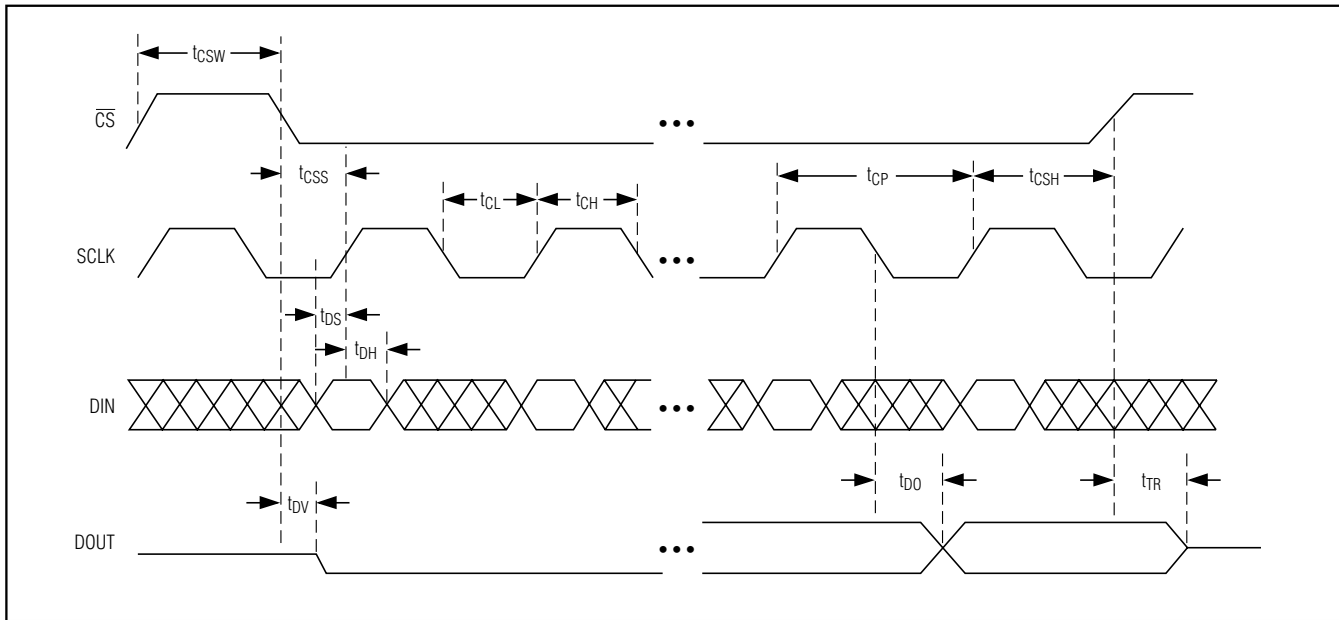 tCSW
CS
•••
tCSS
tCL
tCH
tCP
tCSH
SCLK
•••
tDS
tDH
DIN
•••
tDV
tDO
tTR
DOUT
•••